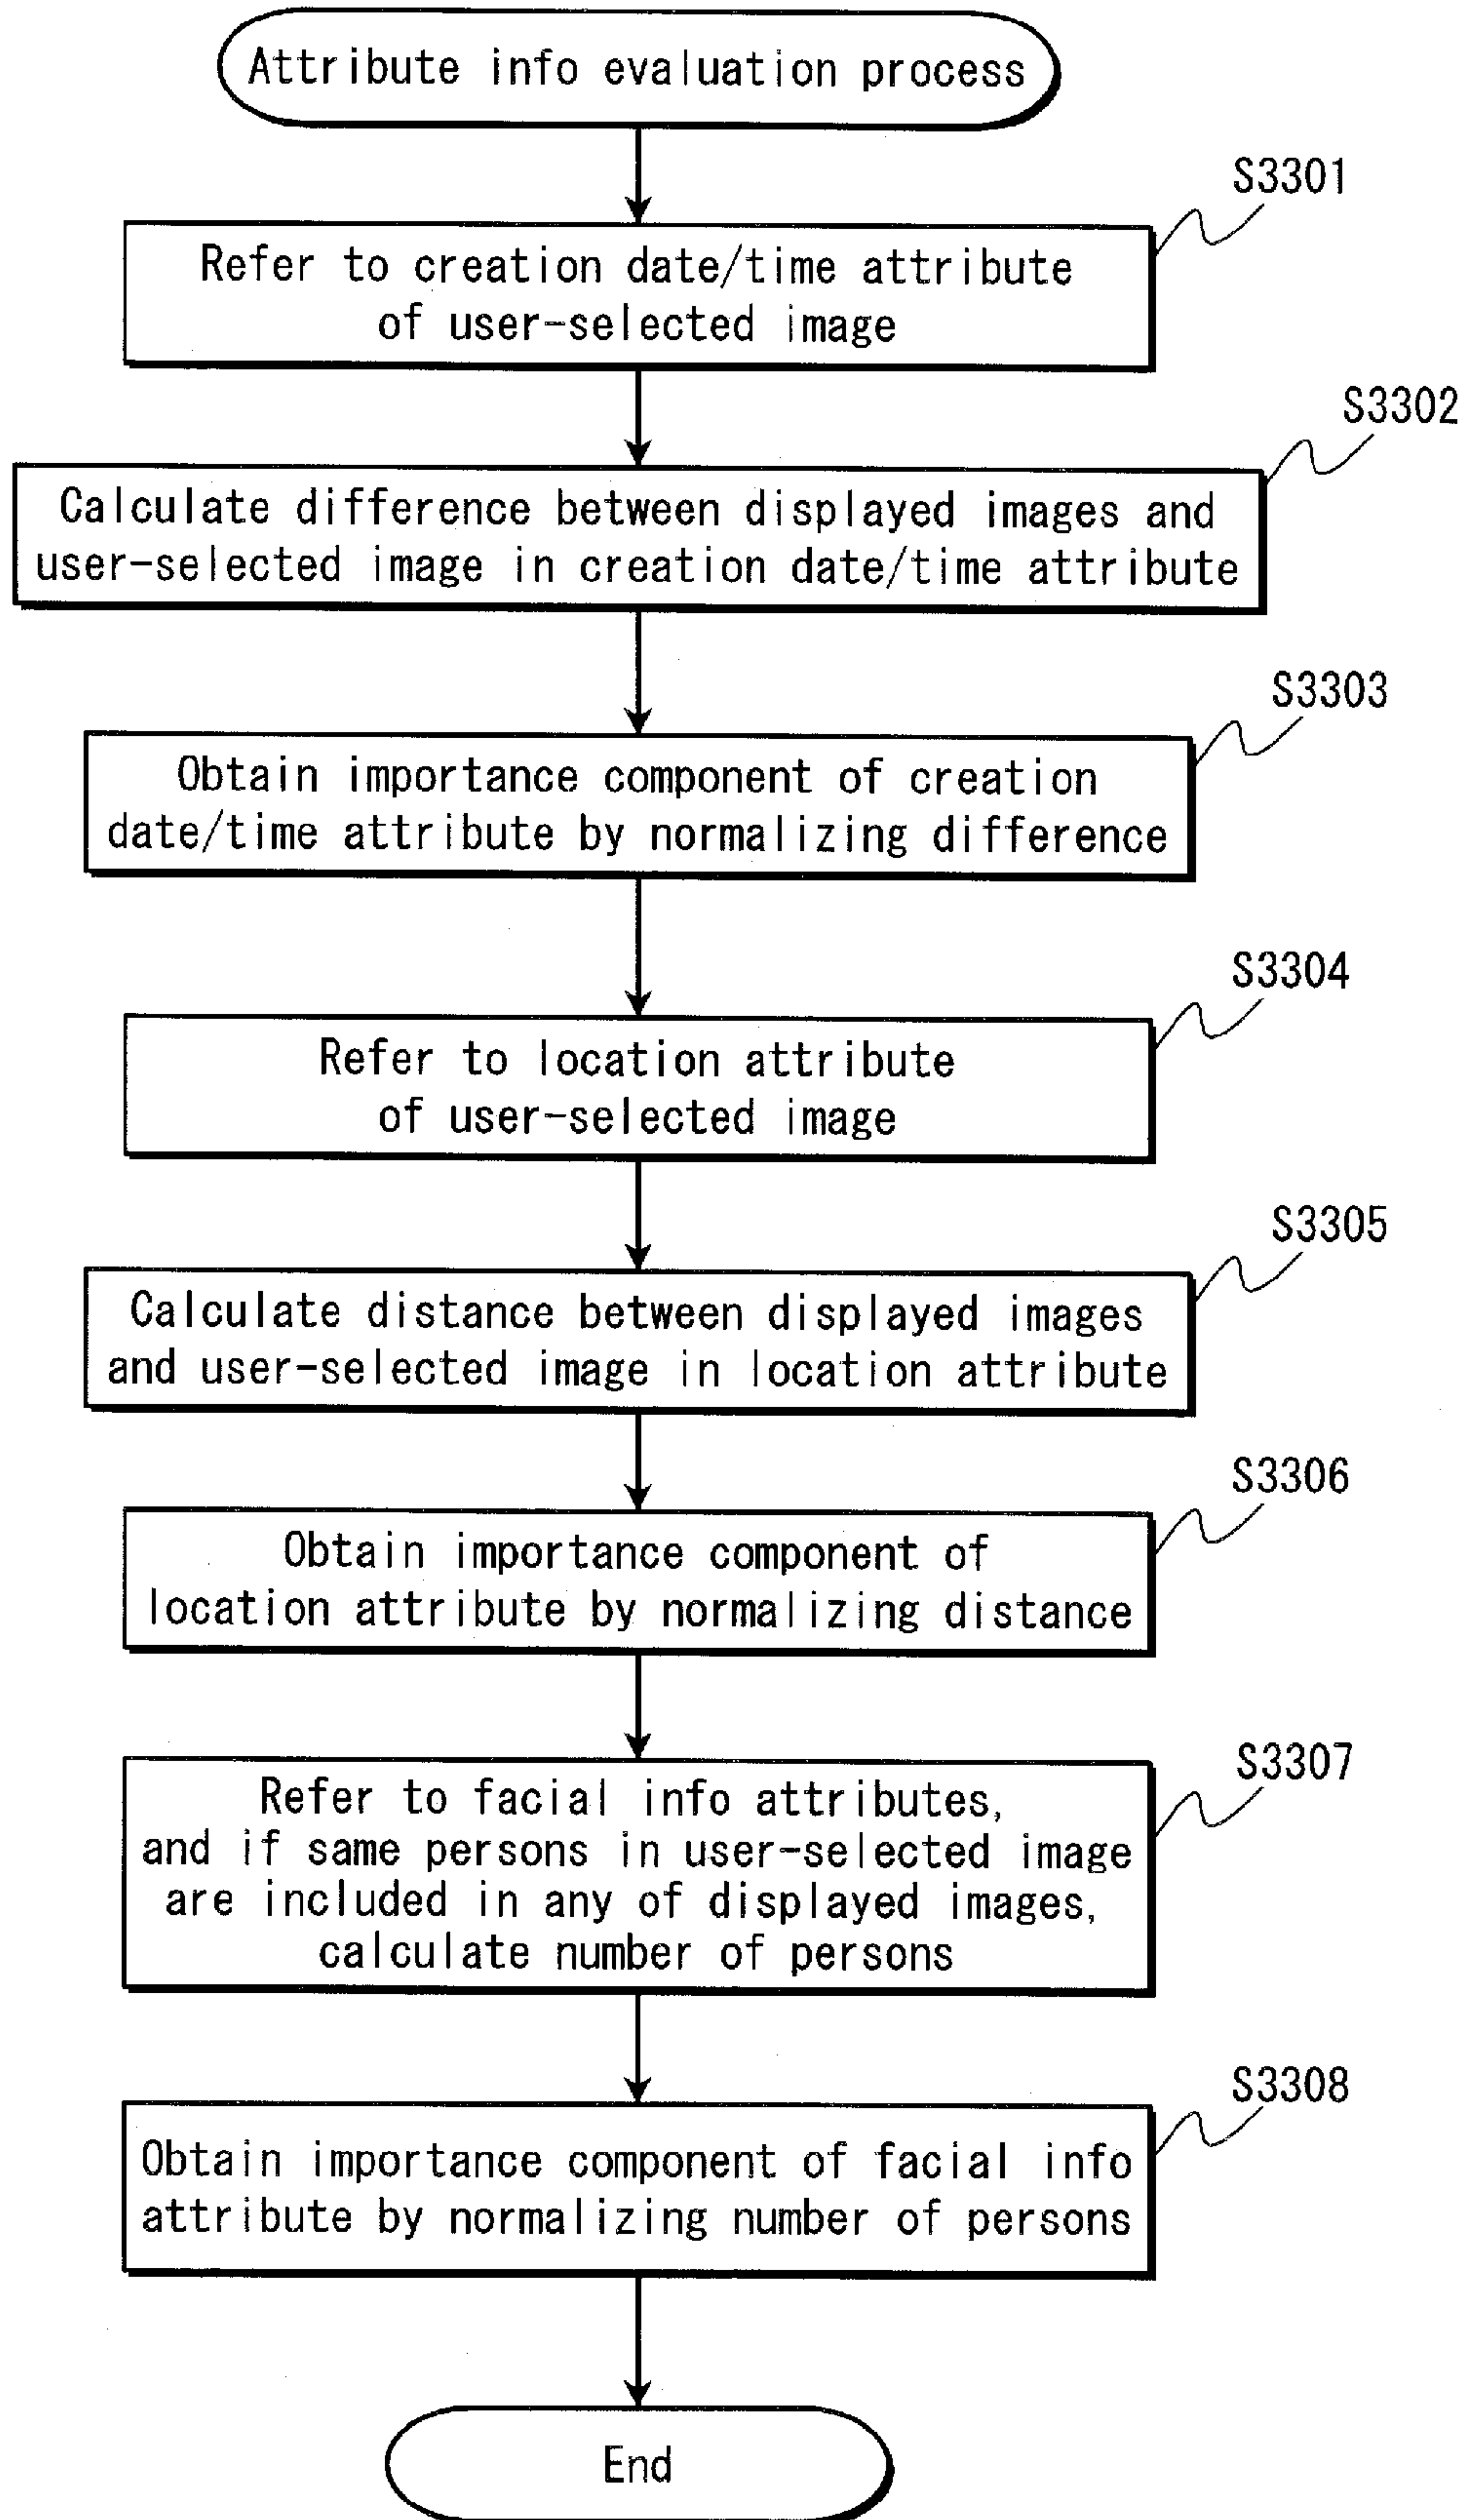 Attribute info evaluation process
S3301
Refer to creation date/time attribute
of user-selected image
S3302
Calculate difference between displayed images and
user-selected image in creation date/time attribute
S3303
Obtain importance component of creation
date/time attribute by normalizing difference
S3304
Refer to location attribute
of user-selected image
S3305
Calculate distance between displayed images
and user-selected image in location attribute
S3306
Obtain importance component of
location attribute by normalizing distance
S3307
Refer to facial info attributes,
and if same persons in user-selected image
are included in any of displayed images,
calculate number of persons
S3308
Obtain importance component of facial info
attribute by normalizing number of persons
End